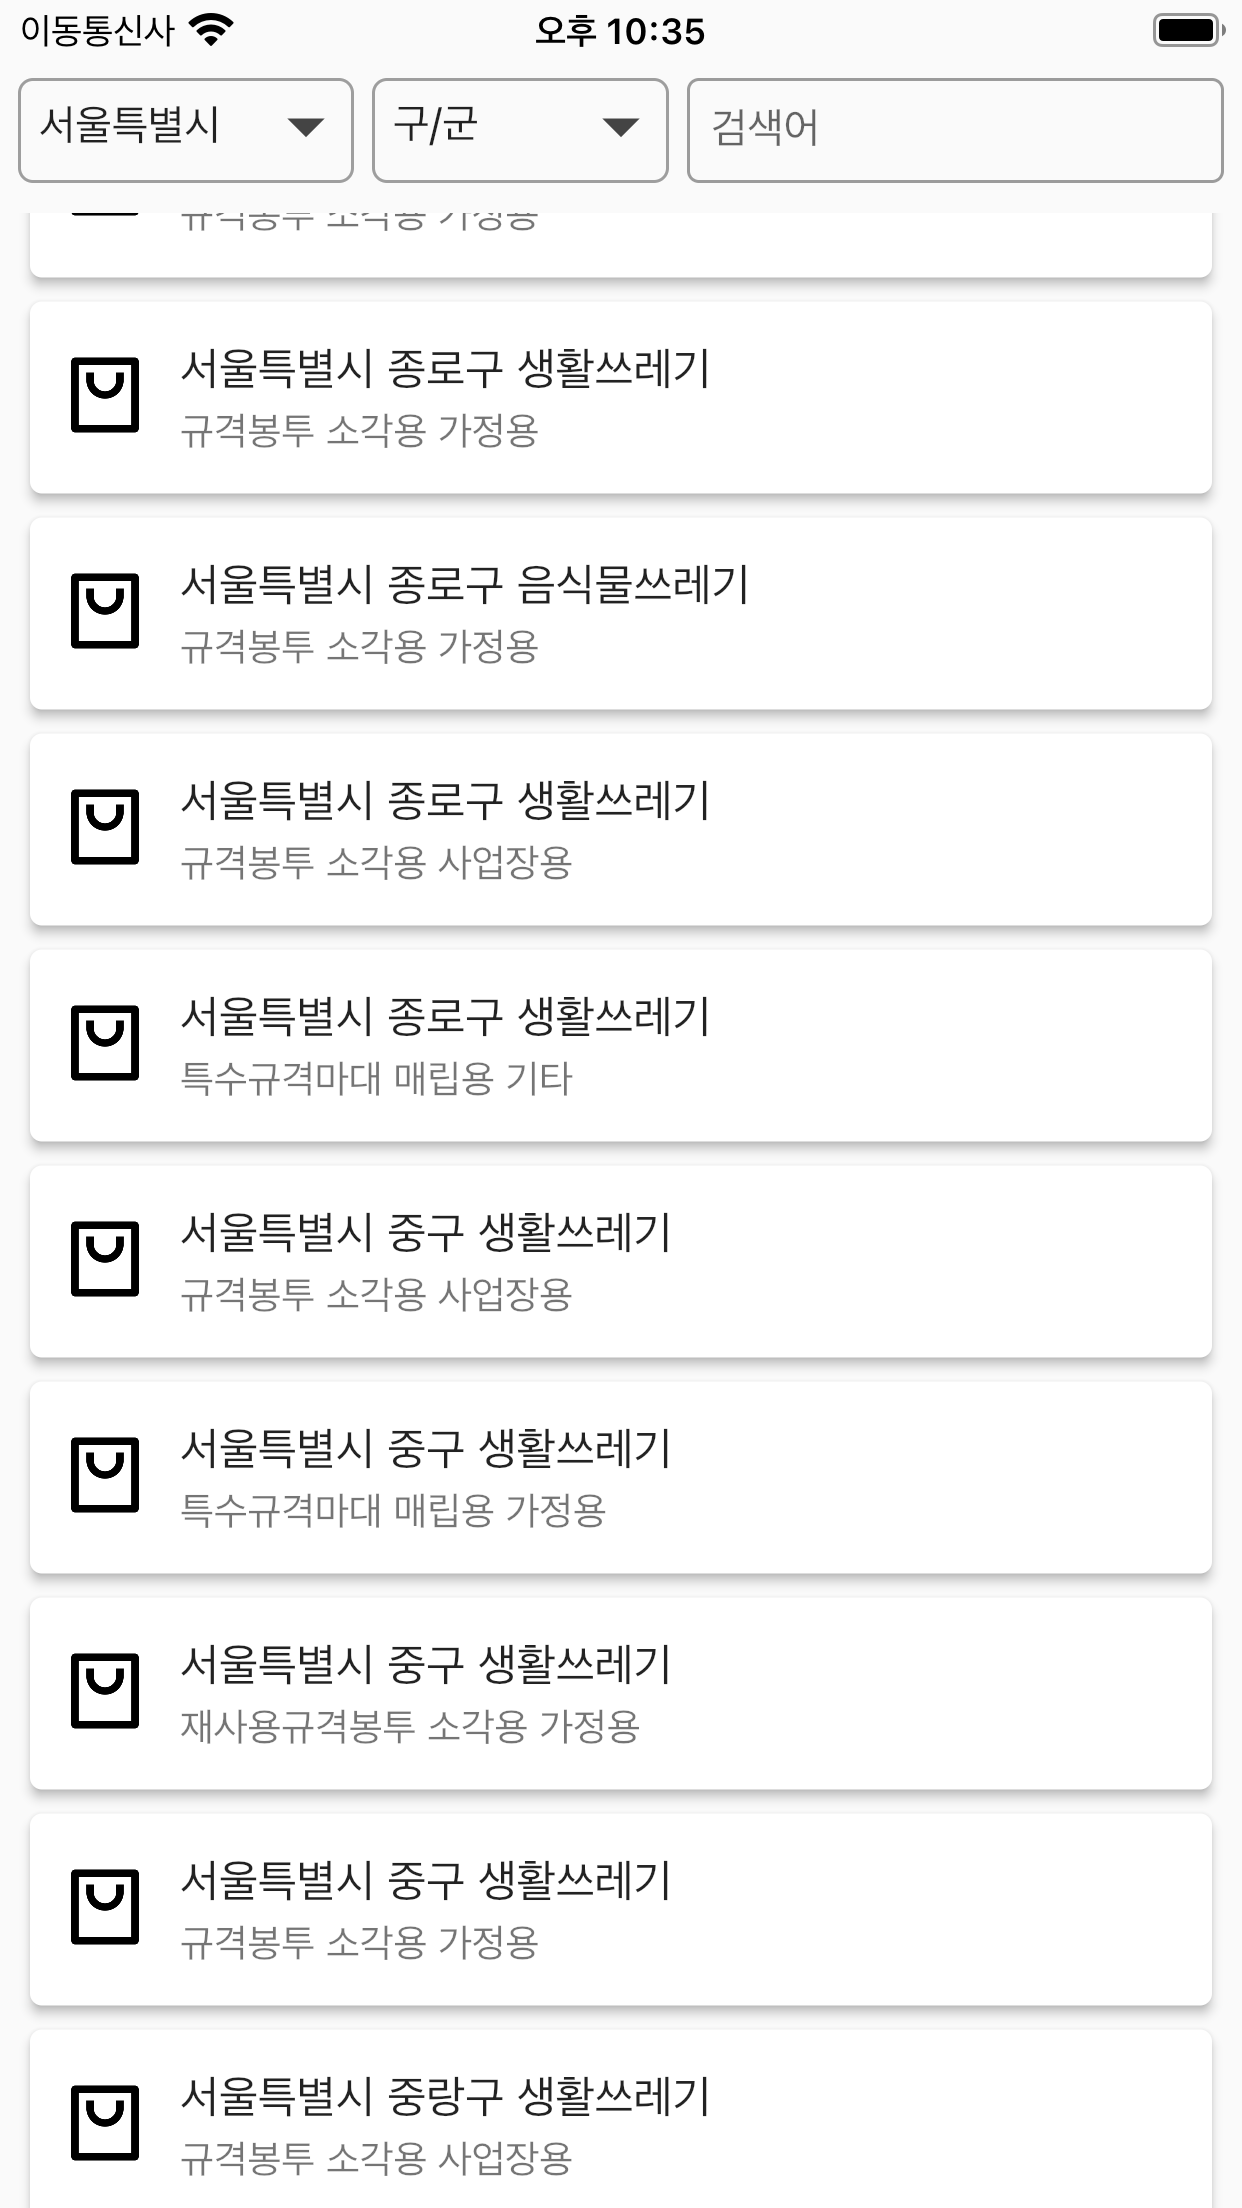 이동통신사
오후 10:35
서울특별시
구/군
검색어
규격봉투 소각용 가정용
서울특별시 종로구 생활쓰레기
규격봉투 소각용 가정용
서울특별시 종로구 음식물쓰레기
규격봉투 소각용 가정용
서울특별시 종로구 생활쓰레기
규격봉투 소각용 사업장용
서울특별시 종로구 생활쓰레기
특수규격마대 매립용 기타
서울특별시 중구 생활쓰레기
규격봉투 소각용 사업장용
서울특별시 중구 생활쓰레기
특수규격마대 매립용 가정용
서울특별시 중구 생활쓰레기
재사용규격봉투 소각용 가정용
서울특별시 중구 생활쓰레기
규격봉투 소각용 가정용
서울특별시 중랑구 생활쓰레기
규격봉투 소각용 사업장용